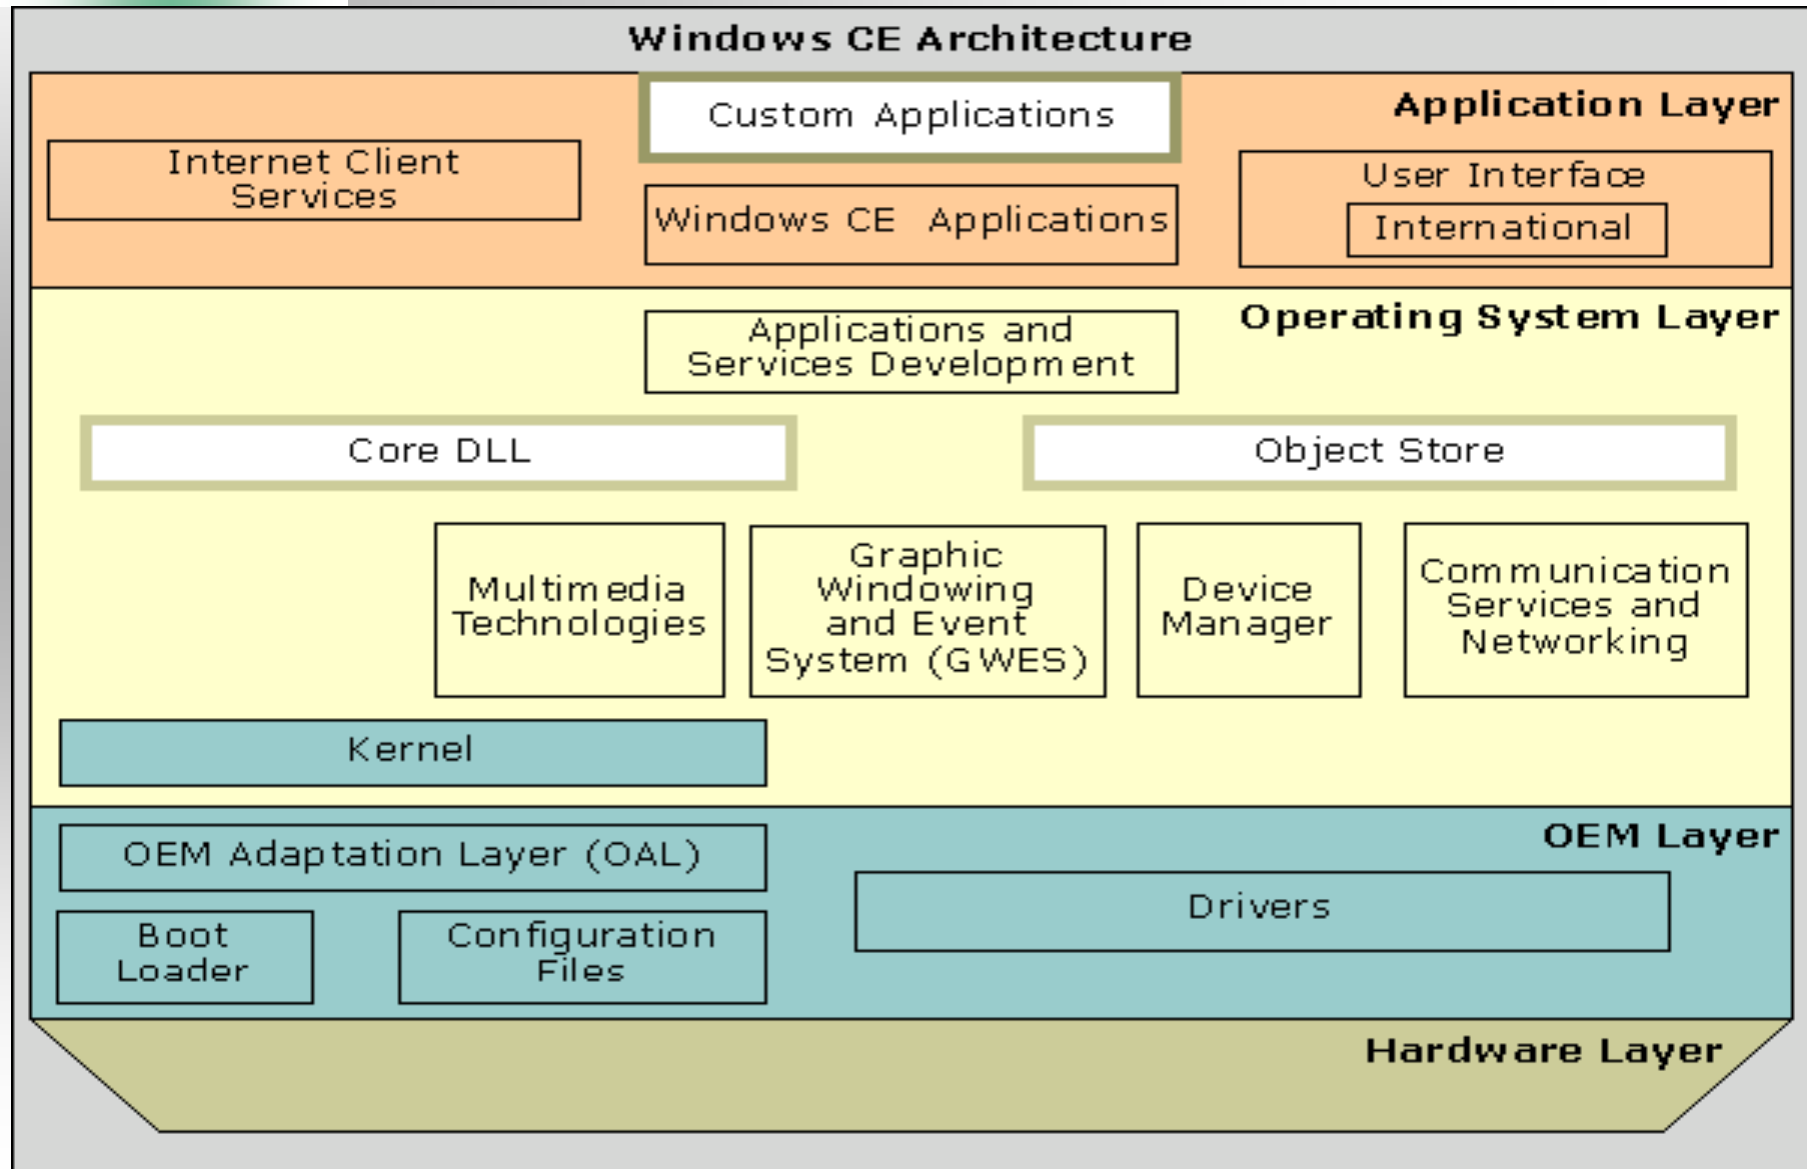 Windows CE Architecture
Application Layer
Custom Applications
Internet Client
Services
Windows CE Applications
User Interface
International
Operating System Layer
Applications and
Services Development
Core DLL
Object Store
Multimedia
Technologies
Graphic
Windowing
and Event
System (GWES)
Device
Manager
Communication
Services and
Networking
Kernel
OEM Layer
OEM Adaptation Layer (OAL)
Drivers
Boot
Loader
Configuration
Files
Hardware Layer